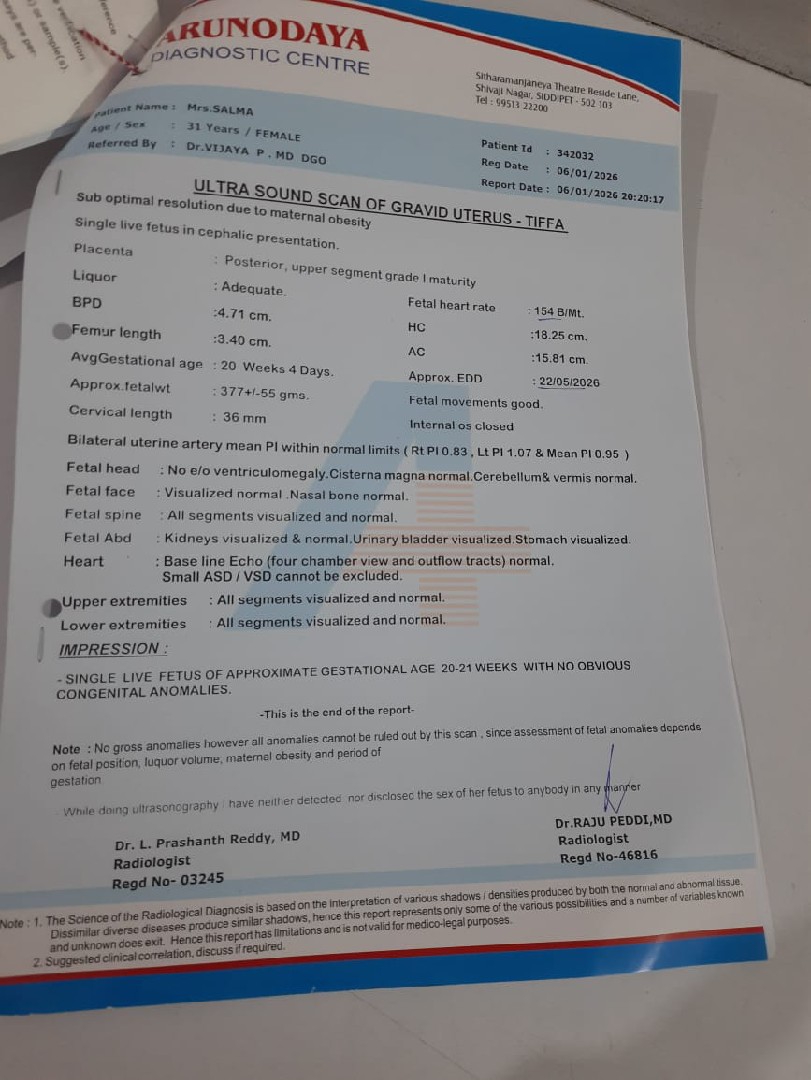 ARUNODAYA
DIAGNOSTIC CENTRE
Sitharamanjaneya Theatre Beside Lane,
Shivaji Nagar, SIDDIPET - 502 103
Tel : 99513 22200
Patient Name : Mrs.SALMA
Age / Sex : 31 Years / FEMALE
Referred By : Dr.VIJAYA P . MD DGO
Patient Id : 342032
Reg Date : 06/01/2026
Report Date : 06/01/2026 20:20:17
ULTRA SOUND SCAN OF GRAVID UTERUS - TIFFA
Sub optimal resolution due to maternal obesity
Single live fetus in cephalic presentation.
Placenta : Posterior, upper segment grade I maturity
Liquor : Adequate. Fetal heart rate : 154 B/Mt.
BPD :4.71 cm. HC :18.25 cm.
Femur length :3.40 cm. AC :15.81 cm.
AvgGestational age : 20 Weeks 4 Days. Approx. EDD : 22/05/2026
Approx.fetalwt : 377+/-55 gms. Fetal movements good.
Cervical length : 36 mm Internal os closed
Bilateral uterine artery mean PI within normal limits ( Rt PI 0.83 , Lt PI 1.07 & Mean PI 0.95 )
Fetal head : No e/o ventriculomegaly.Cisterna magna normal.Cerebellum& vermis normal.
Fetal face : Visualized normal .Nasal bone normal.
Fetal spine : All segments visualized and normal.
Fetal Abd : Kidneys visualized & normal.Urinary bladder visualized.Stomach visualized.
Heart : Base line Echo (four chamber view and outflow tracts) normal.
Small ASD / VSD cannot be excluded.
Upper extremities : All segments visualized and normal.
Lower extremities : All segments visualized and normal.
IMPRESSION :
- SINGLE LIVE FETUS OF APPROXIMATE GESTATIONAL AGE 20-21 WEEKS WITH NO OBVIOUS
CONGENITAL ANOMALIES.
-This is the end of the report-
Note : No gross anomalies however all anomalies cannot be ruled out by this scan , since assessment of fetal anomalies depends
on fetal position, luquor volume, maternal obesity and period of
gestation
- While doing ultrasonography i have neither detected nor disclosed the sex of her fetus to anybody in any manner
Dr. L. Prashanth Reddy, MD
Radiologist
Regd No- 03245
Dr.RAJU PEDDI,MD
Radiologist
Regd No-46816
Note : 1. The Science of the Radiological Diagnosis is based on the interpretation of various shadows / densities produced by both the normal and abnormal tissue.
Dissimilar diverse diseases produce similar shadows, hence this report represents only some of the various possibilities and a number of variables known
and unknown does exit. Hence this report has limitations and is not valid for medico-legal purposes.
2. Suggested clinical correlation, discuss if required.